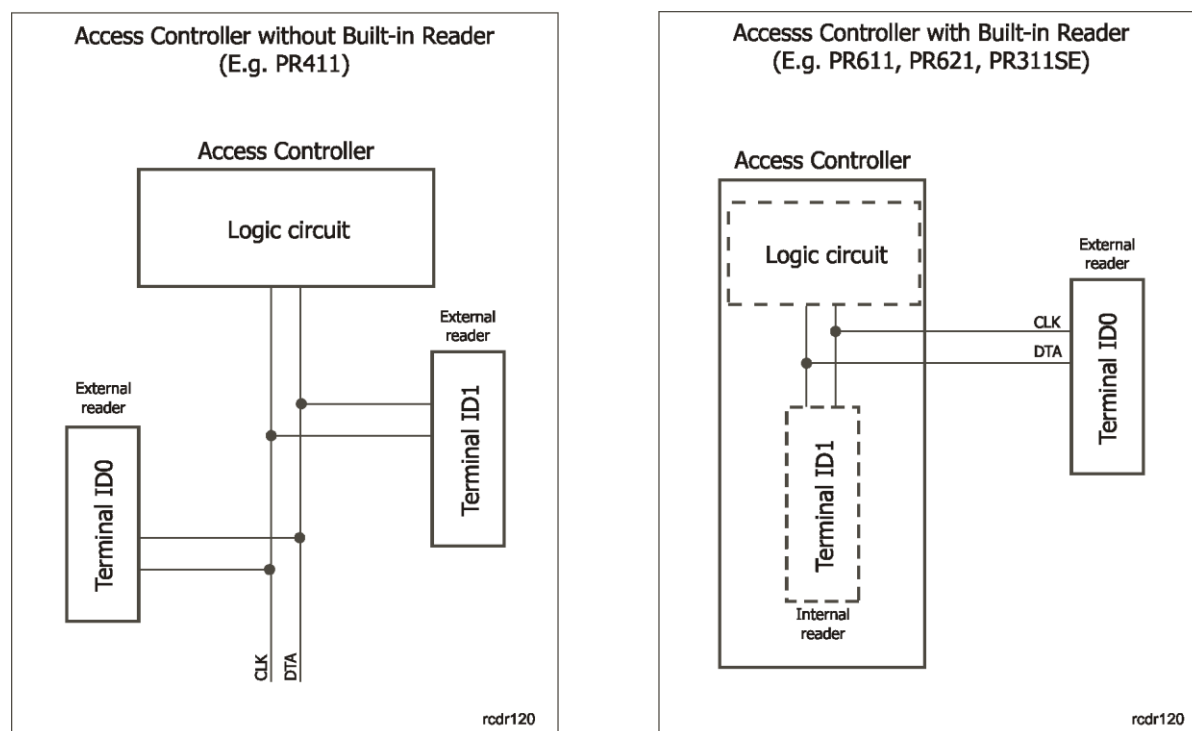 Access Controller without Built-in Reader
(E.g. PR411)
Access Controller
Logic circuit
External
reader
Terminal ID1
External
reader
Terminal ID0
CLK
DTA
rcdr120
Accesss Controller with Built-in Reader
(E.g. PR611, PR621, PR311SE)
Access Controller
Logic circuit
External
reader
CLK
DTA
Terminal ID0
Terminal ID1
Internal
reader
rcdr120